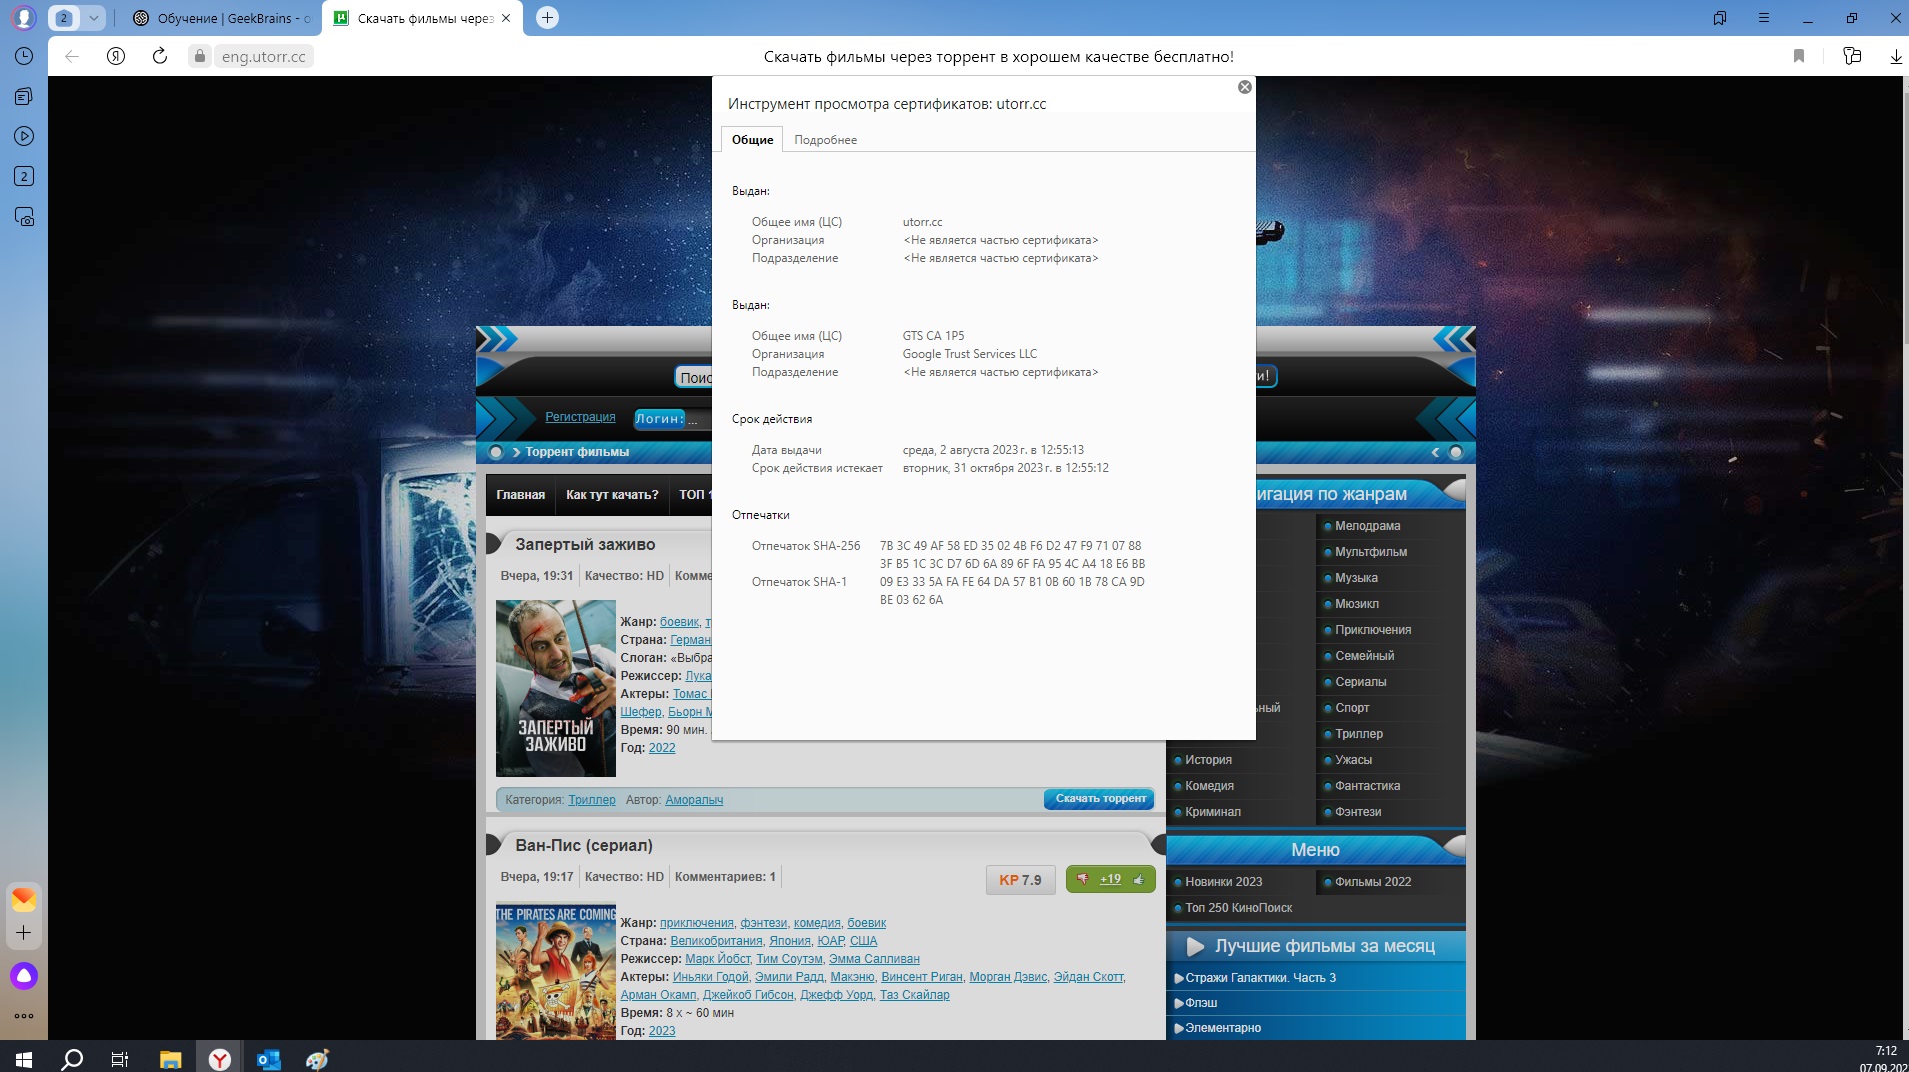 2
Обучение | GeekBrains - о
Скачать фильмы через
eng.utorr.cc
Скачать фильмы через торрент в хорошем качестве бесплатно!
2
Инструмент просмотра сертификатов: utorr.cc
Общие
Подробнее
Выдан:
Общее имя (ЦС) utorr.cc
Организация <Не является частью сертификата>
Подразделение <Не является частью сертификата>
Выдан:
Общее имя (ЦС) GTS CA 1P5
Организация Google Trust Services LLC
Подразделение <Не является частью сертификата>
Срок действия
Дата выдачи среда, 2 августа 2023 г. в 12:55:13
Срок действия истекает вторник, 31 октября 2023 г. в 12:55:12
Отпечатки
Отпечаток SHA-256 7B 3C 49 AF 58 ED 35 02 4B F6 D2 47 F9 71 07 88
3F B5 1C 3C D7 6D 6A 89 6F FA 95 4C A4 18 E6 BB
Отпечаток SHA-1 09 E3 33 5A FA FE 64 DA 57 B1 0B 60 1B 78 CA 9D
BE 03 62 6A
Поис
и!
Регистрация
Логин: ...
Торрент фильмы
Главная Как тут качать? ТОП 1
Запертый заживо
Вчера, 19:31 Качество: HD Комме
ЗАПЕРТЫЙ
ЗАЖИВО
Жанр: боевик, т
Страна: Герман
Слоган: «Выбра
Режиссер: Лука
Актеры: Томас
Шефер, Бьорн М
Время: 90 мин.
Год: 2022
Категория: Триллер Автор: Аморалыч
Скачать торрент
Ван-Пис (сериал)
Вчера, 19:17 Качество: HD Комментариев: 1
KP 7.9
+19
THE PIRATES ARE COMING
Жанр: приключения, фэнтези, комедия, боевик
Страна: Великобритания, Япония, ЮАР, США
Режиссер: Марк Йобст, Тим Соутэм, Эмма Салливан
Актеры: Иньяки Годой, Эмили Радд, Макэню, Винсент Риган, Морган Дэвис, Эйдан Скотт,
Арман Окамп, Джейкоб Гибсон, Джефф Уорд, Таз Скайлар
Время: 8 x ~ 60 мин
Год: 2023
игация по жанрам
Мелодрама
Мультфильм
Музыка
Мюзикл
Приключения
Семейный
Сериалы
ьный Спорт
Триллер
История Ужасы
Комедия Фантастика
Криминал Фэнтези
Меню
Новинки 2023 Фильмы 2022
Топ 250 КиноПоиск
Лучшие фильмы за месяц
Стражи Галактики. Часть 3
Флэш
Элементарно
7:12
07.09.202